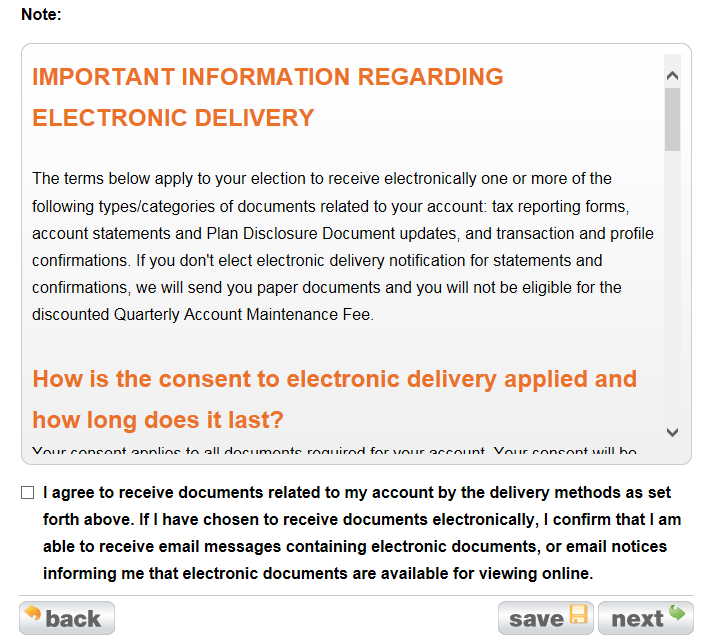 Note:
IMPORTANT INFORMATION REGARDING
ELECTRONIC DELIVERY
The terms below apply to your election to receive electronically one or more of the
following types/categories of documents related to your account: tax reporting forms,
account statements and Plan Disclosure Document updates, and transaction and profile
confirmations. If you don't elect electronic delivery notification for statements and
confirmations, we will send you paper documents and you will not be eligible for the
discounted Quarterly Account Maintenance Fee.
How is the consent to electronic delivery applied and
how long does it last?
Your consent applies to all documents required for your account. Your consent will be
I agree to receive documents related to my account by the delivery methods as set
forth above. If I have chosen to receive documents electronically, I confirm that I am
able to receive email messages containing electronic documents, or email notices
informing me that electronic documents are available for viewing online.
back
save
next